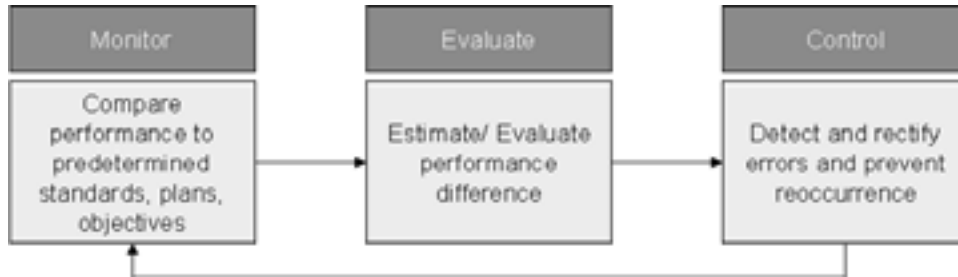 Monitor
Compare
performance to
predetermined
standards, plans,
objectives
Evaluate
Estimate/ Evaluate
performance
difference
Control
Detect and rectify
errors and prevent
reoccurrence